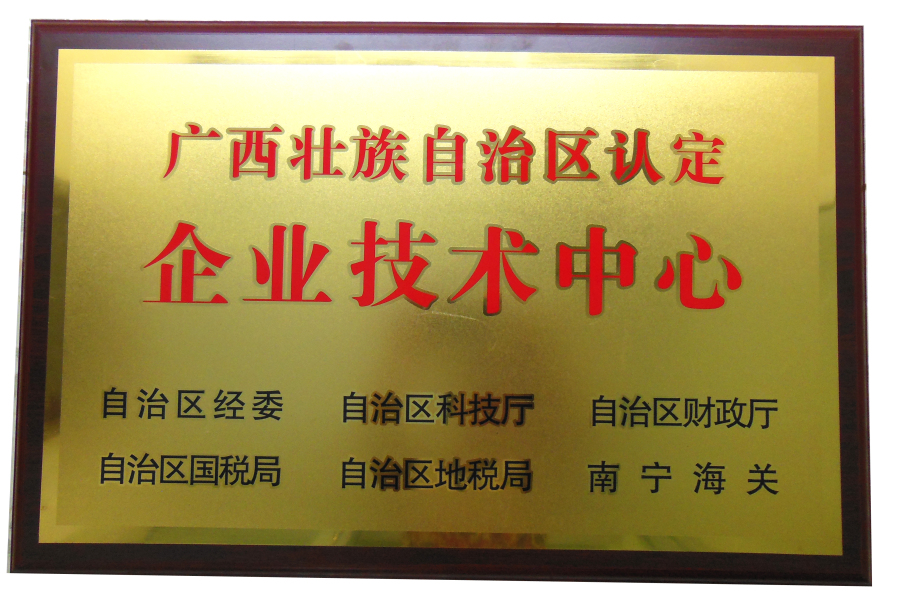 广西壮族自治区认定
企业技术中心
自治区经委 自治区科技厅 自治区财政厅
自治区国税局 自治区地税局 南宁海关